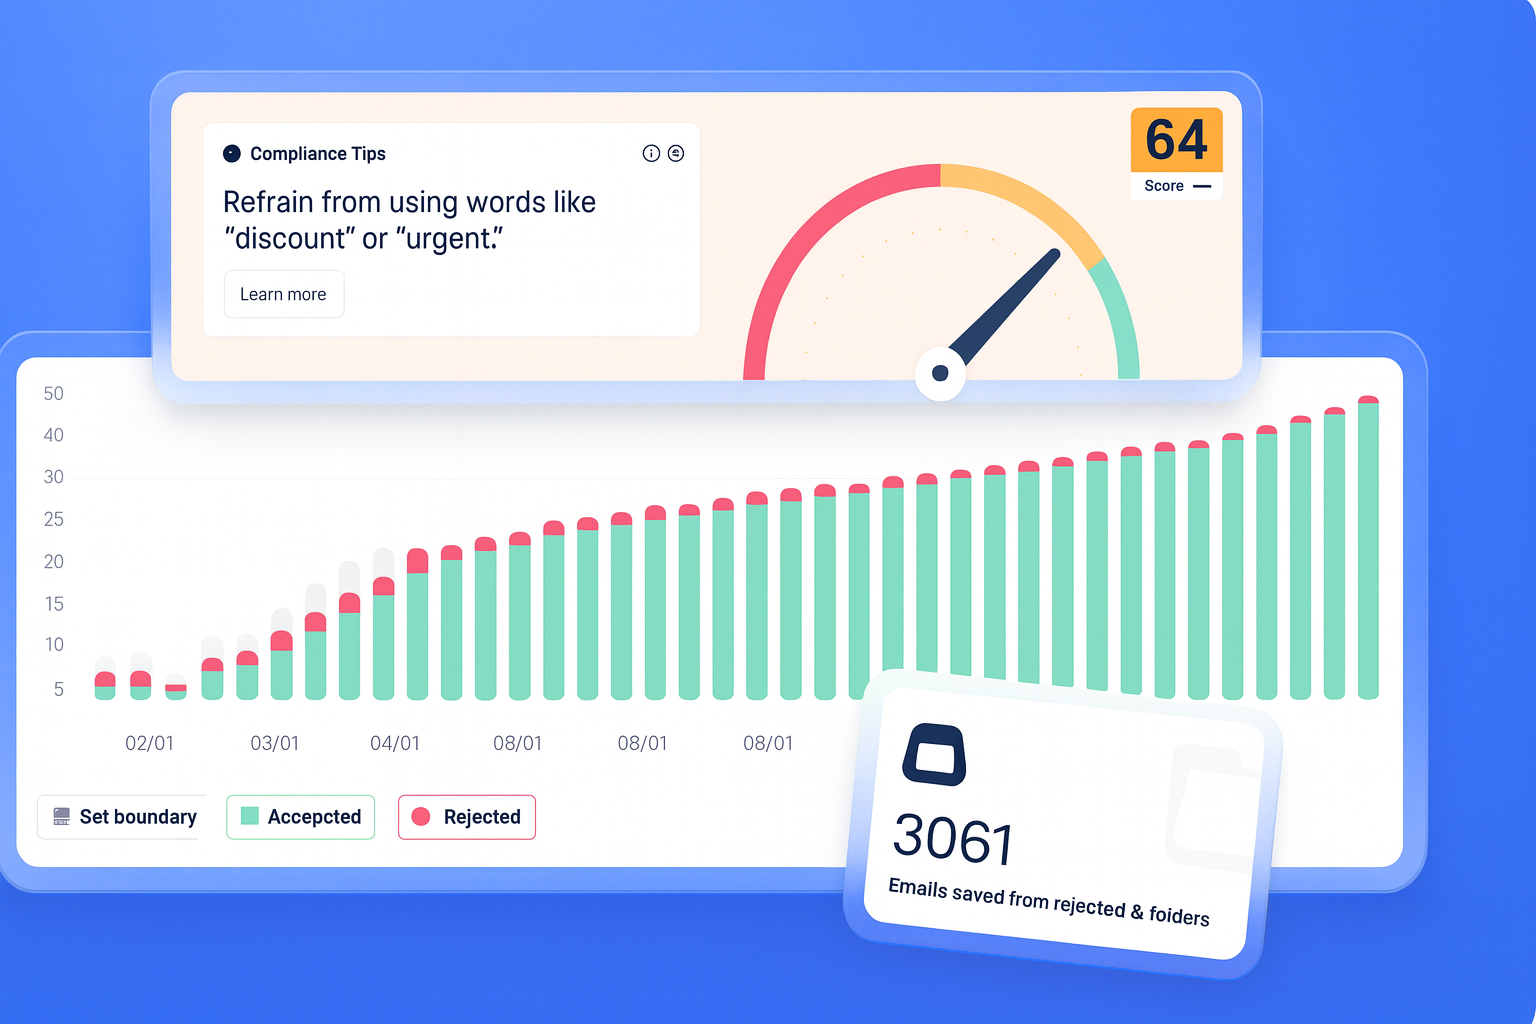 Compliance Tips
Refrain from using words like
“discount” or “urgent.”
Learn more
64
Score
50
40
30
25
20
15
10
5
02/01 03/01 04/01 08/01 08/01 08/01
Set boundary Accepcted Rejected
3061
Emails saved from rejected & foiders